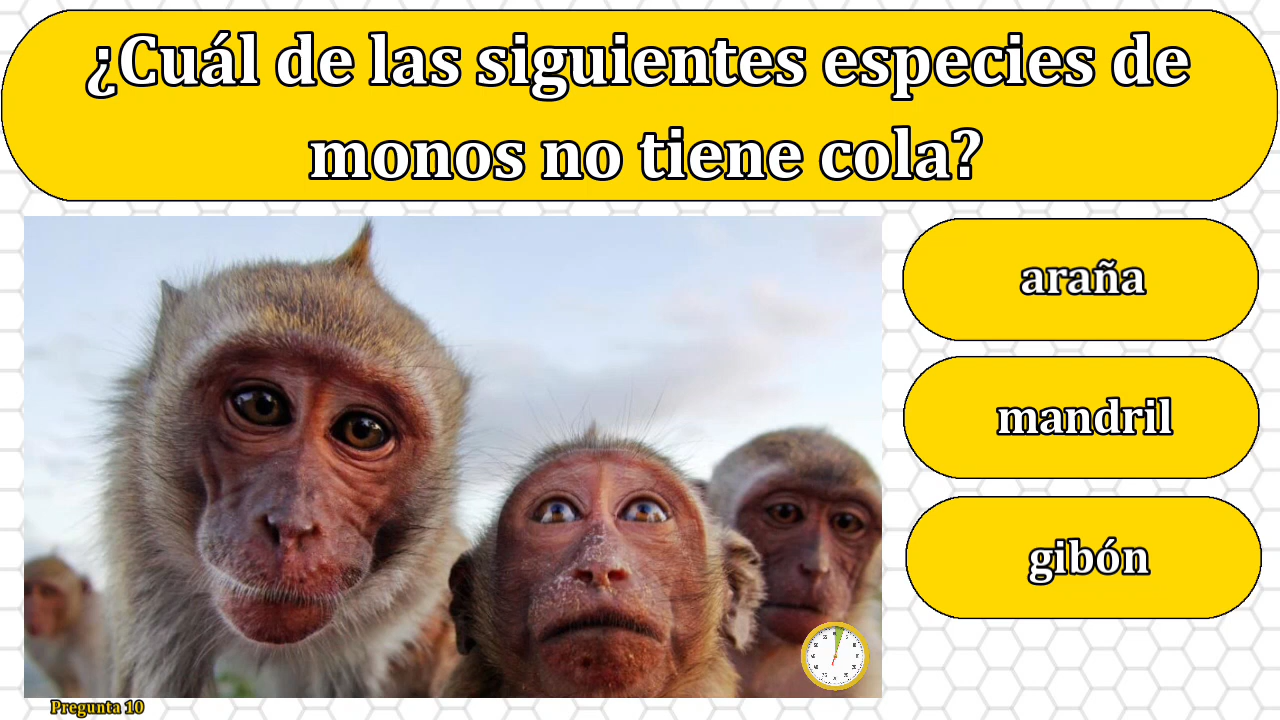 ¿Cuál de las siguientes especies de
monos no tiene cola?
araña
mandril
gibón
Pregunta 10